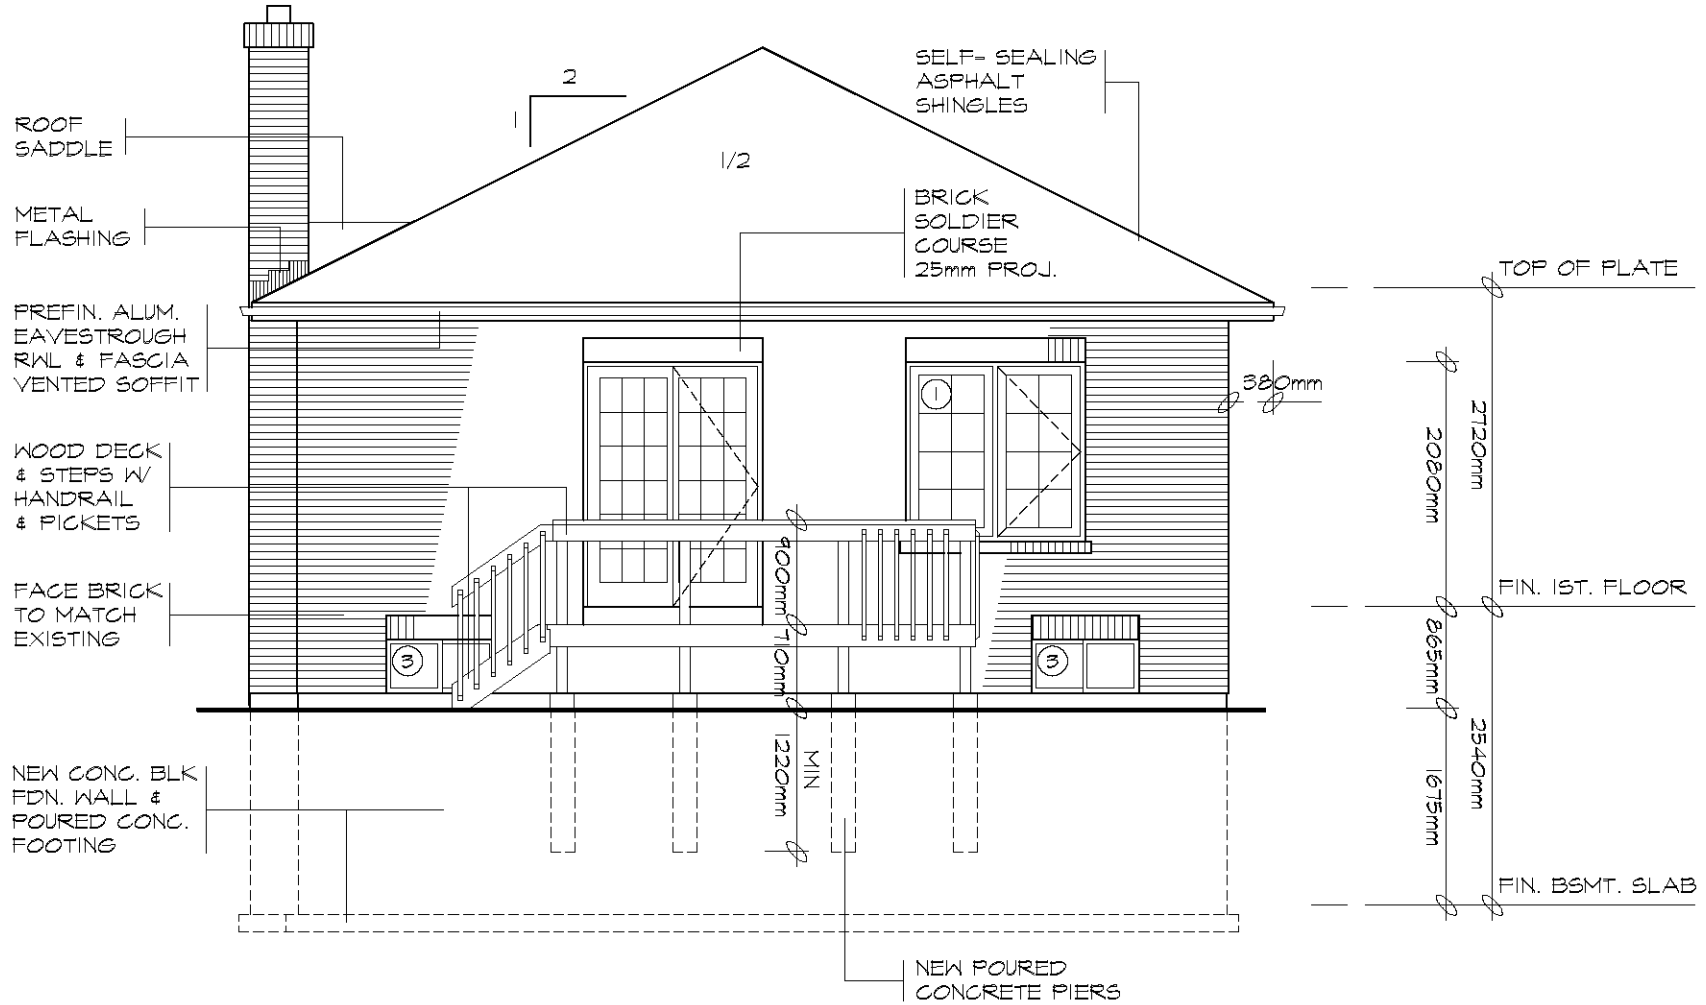 ROOF
SADDLE
METAL
FLASHING
PREFIN. ALUM.
EAVESTROUGH
RWL & FASCIA
VENTED SOFFIT
WOOD DECK
& STEPS W/
HANDRAIL
& PICKETS
FACE BRICK
TO MATCH
EXISTING
NEW CONC. BLK
FDN. WALL &
POURED CONC.
FOOTING
2
1
1/2
SELF- SEALING
ASPHALT
SHINGLES
BRICK
SOLDIER
COURSE
25mm PROJ.
1
3
3
900mm
710mm
1220mm
MIN
NEW POURED
CONCRETE PIERS
380mm
TOP OF PLATE
2720mm
2080mm
FIN. 1ST. FLOOR
865mm
2540mm
1675mm
FIN. BSMT. SLAB